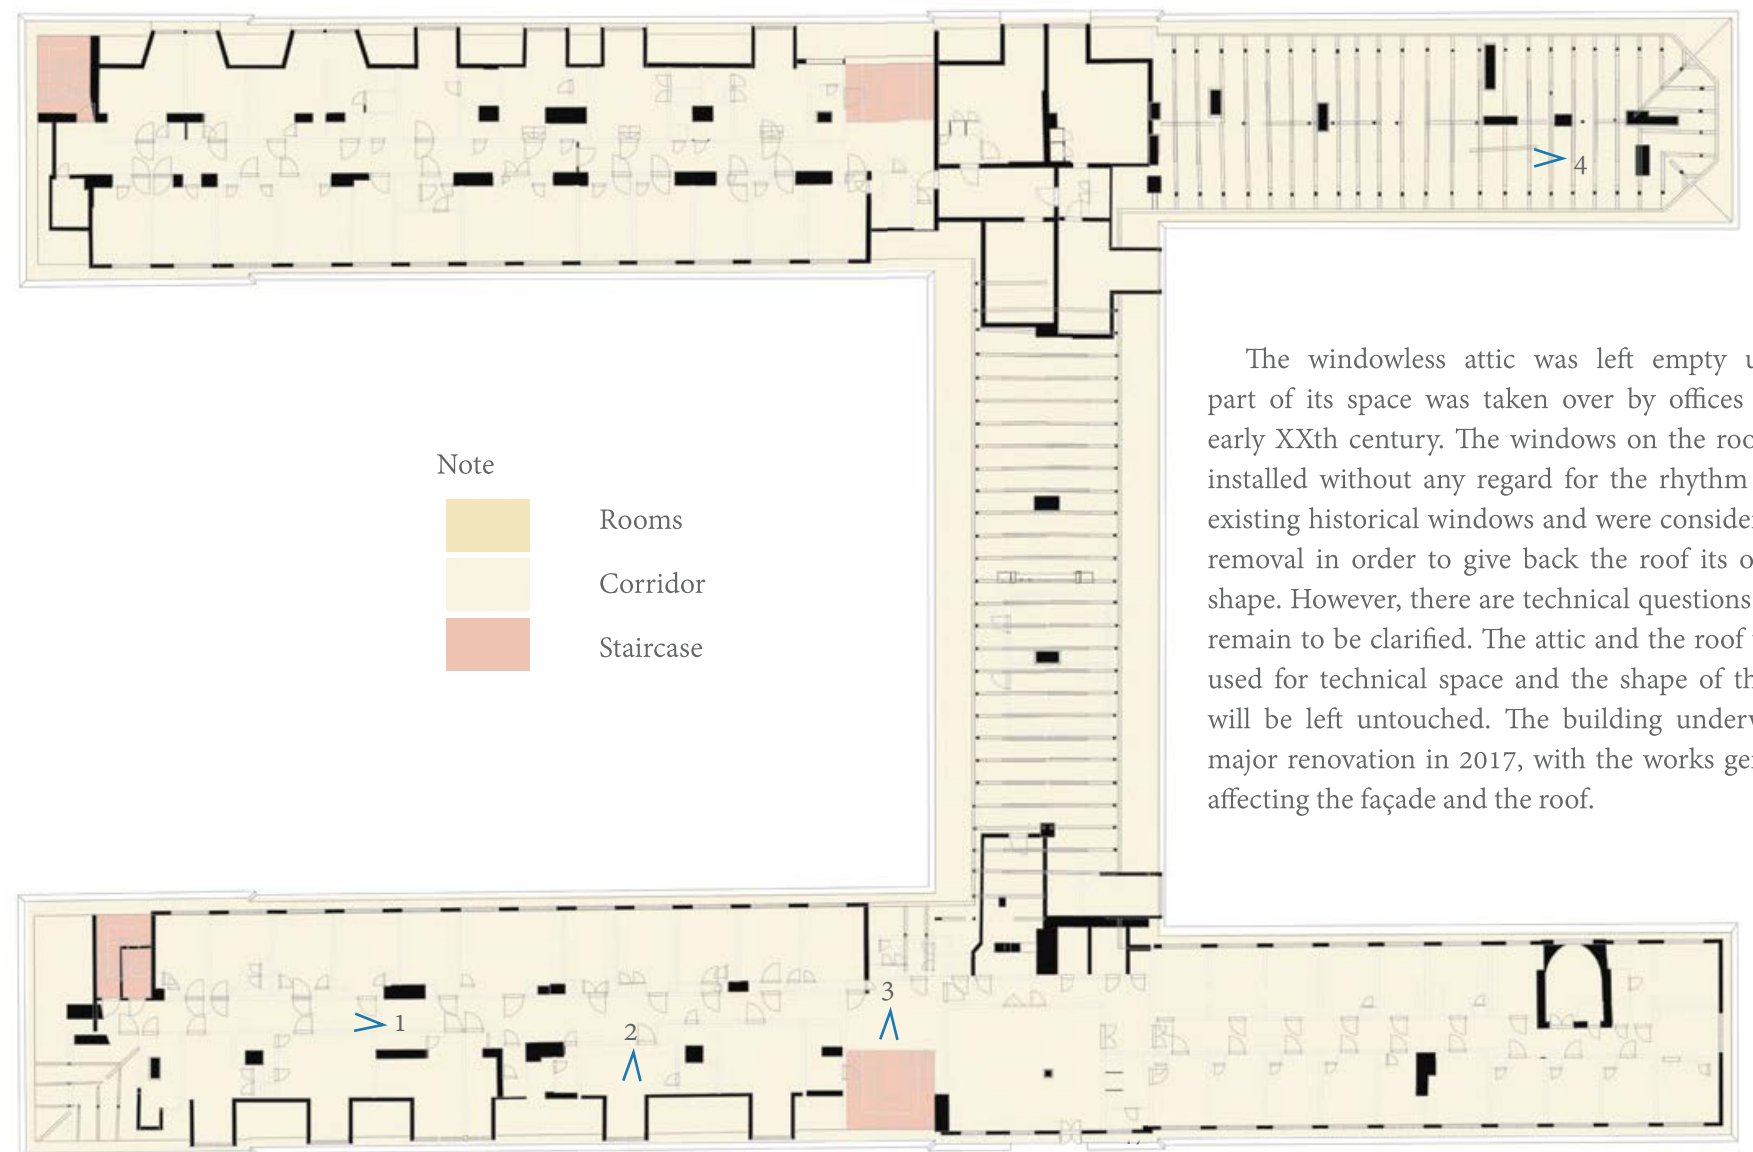 Note
Rooms
Corridor
Staircase
1
2
3
4
The windowless attic was left empty
part of its space was taken over by offices
early XXth century. The windows on the
installed without any regard for the rhythm
existing historical windows and were
removal in order to give back the roof its
shape. However, there are technical questions
remain to be clarified. The attic and the roof
used for technical space and the shape of
will be left untouched. The building
major renovation in 2017, with the works
affecting the façade and the roof.